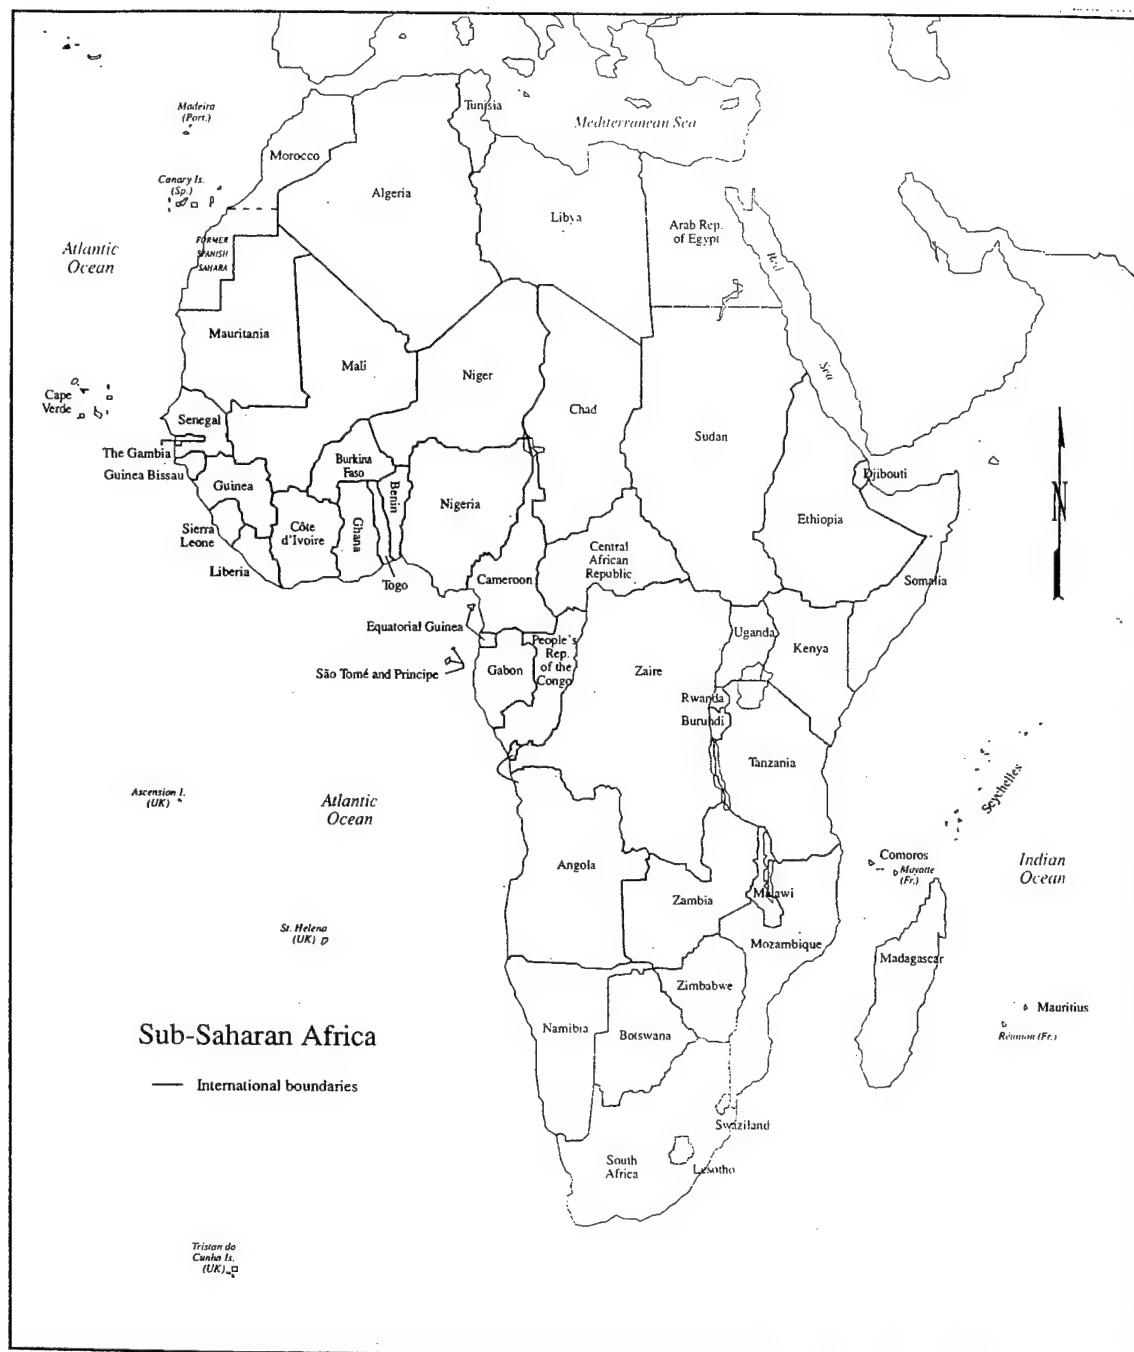 Madeira
(Port.)
Tunisia
Mediterranean Sea
Morocco
Canary Is.
(Sp.)
Algeria
Libya
Arab Rep.
of Egypt
Atlantic
Ocean
FORMER
SPANISH
SAHARA
Red
Sea
Mauritania
Mali
Niger
Chad
Sudan
Cape
Verde
Senegal
The Gambia
Guinea Bissau
Guinea
Burkina
Faso
Benin
Nigeria
Djibouti
Ethiopia
Sierra
Leone
Côte
d'Ivoire
Ghana
Liberia
Togo
Cameroon
Central
African
Republic
Somalia
Equatorial Guinea
People's
Rep.
of the
Congo
Uganda
Kenya
São Tomé and Principe
Gabon
Zaire
Rwanda
Burundi
Tanzania
N
Seychelles
Ascension I.
(UK)
Atlantic
Ocean
Angola
Comoros
Mayotte
(Fr.)
Indian
Ocean
Zambia
Malawi
St. Helena
(UK)
Mozambique
Madagascar
Zimbabwe
Namibia
Botswana
Mauritius
Réunion (Fr.)
Sub-Saharan Africa
International boundaries
Swaziland
South
Africa
Lesotho
Tristan da
Cunha Is.
(UK)